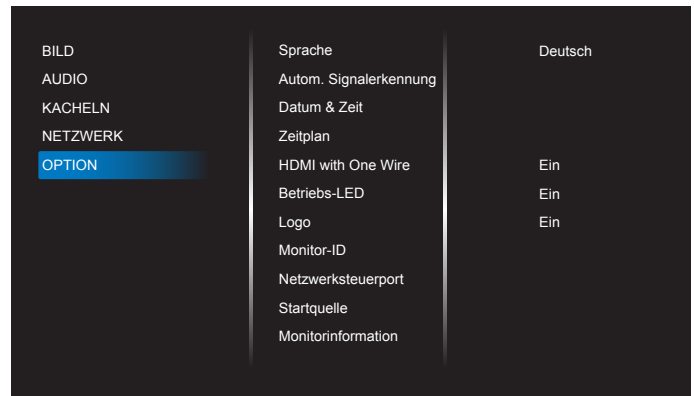 BILD
AUDIO
KACHELN
NETZWERK
OPTION
Sprache Deutsch
Autom. Signalerkennung
Datum & Zeit
Zeitplan
HDMI with One Wire Ein
Betriebs-LED Ein
Logo Ein
Monitor-ID
Netzwerksteuerport
Startquelle
Monitorinformation